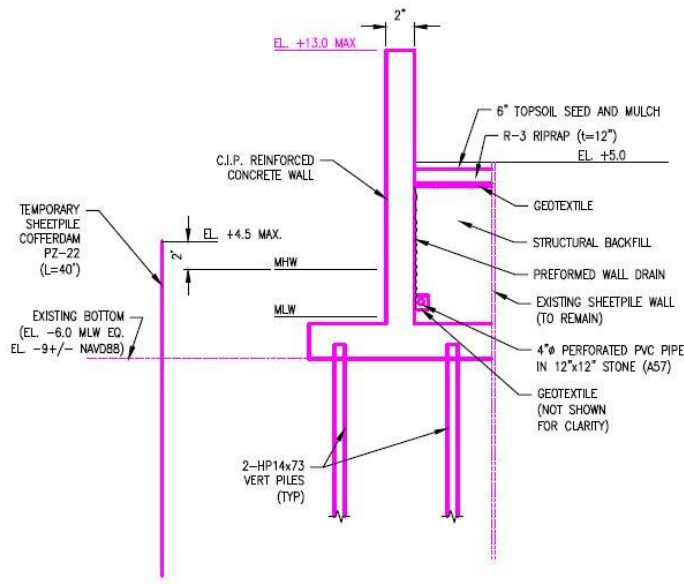 2"
EL. +13.0 MAX
6" TOPSOIL SEED AND MULCH
R-3 RIPRAP (t=12")
EL. +5.0
C.I.P. REINFORCED
CONCRETE WALL
GEOTEXTILE
TEMPORARY
SHEETPILE
COFFERDAM
PZ-22
(L=40')
EL. +4.5 MAX.
2'
STRUCTURAL BACKFILL
MHW
PREFORMED WALL DRAIN
MLW
EXISTING SHEETPILE WALL
(TO REMAIN)
EXISTING BOTTOM
(EL. -6.0 MLW EQ.
EL. -9+/- NAVD88)
4"ø PERFORATED PVC PIPE
IN 12"x12" STONE (A57)
GEOTEXTILE
(NOT SHOWN
FOR CLARITY)
2-HP14x73
VERT PILES
(TYP)